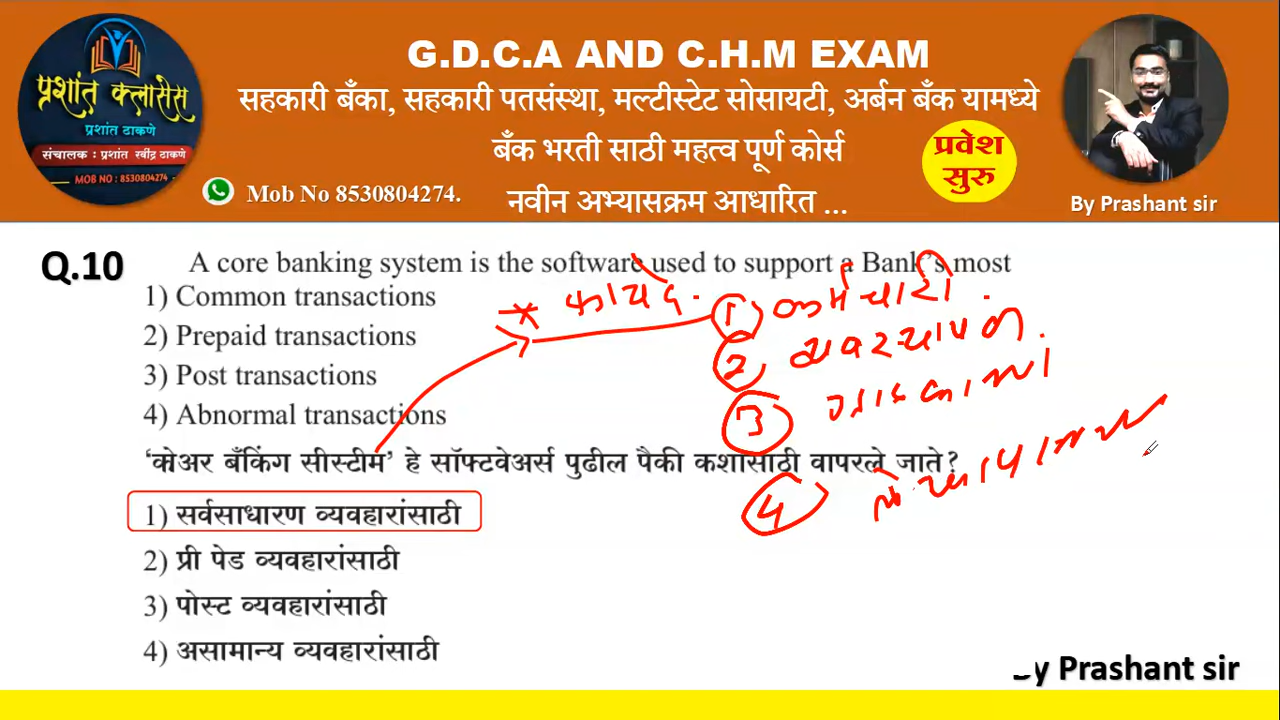 प्रशांत क्लासेस
प्रशांत ठाकणे
संचालक : प्रशांत रवींद्र ठाकणे
MOB NO : 8530804274
G.D.C.A AND C.H.M EXAM
सहकारी बँका, सहकारी पतसंस्था, मल्टीस्टेट सोसायटी, अर्बन बँक यामध्ये
बँक भरती साठी महत्व पूर्ण कोर्स
Mob No 8530804274.
नवीन अभ्यासक्रम आधारित ...
प्रवेश
सुरु
By Prashant sir
Q.10 A core banking system is the software used to support a Bank's most
1) Common transactions
2) Prepaid transactions
3) Post transactions
4) Abnormal transactions
* फायदे
1 कर्मचारी
2 व्यवस्थापन
3
4
'कोअर बँकिंग सीस्टीम' हे सॉफ्टवेअर्स पुढील पैकी कशासाठी वापरले जाते?
1) सर्वसाधारण व्यवहारांसाठी
2) प्री पेड व्यवहारांसाठी
3) पोस्ट व्यवहारांसाठी
4) असामान्य व्यवहारांसाठी
By Prashant sir